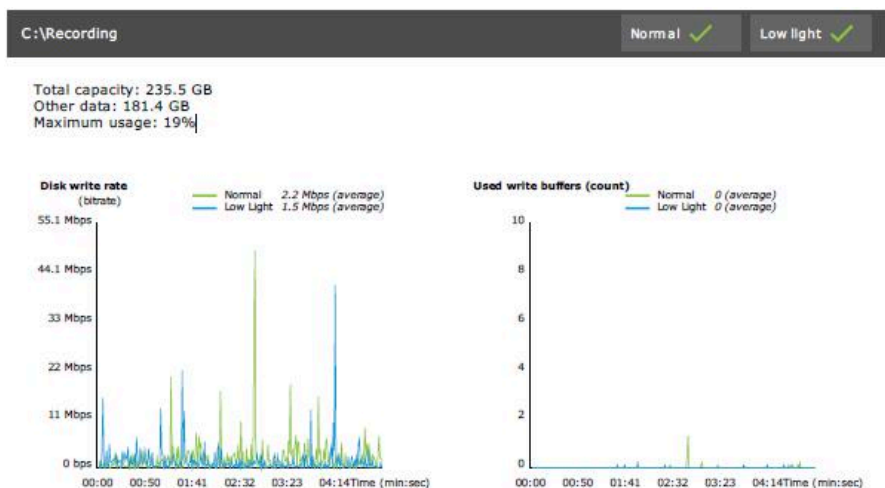 C:\Recording
Normal
Low light
Total capacity: 235.5 GB
Other data: 181.4 GB
Maximum usage: 19%
Disk write rate
(bitrate)
Normal 2.2 Mbps (average)
Low Light 1.5 Mbps (average)
55.1 Mbps
44.1 Mbps
33 Mbps
22 Mbps
11 Mbps
0 bps
00:00 00:50 01:41 02:32 03:23 04:14Time (min:sec)
Used write buffers (count)
Normal 0 (average)
Low Light 0 (average)
10
8
6
4
2
0
00:00 00:50 01:41 02:32 03:23 04:14Time (min:sec)